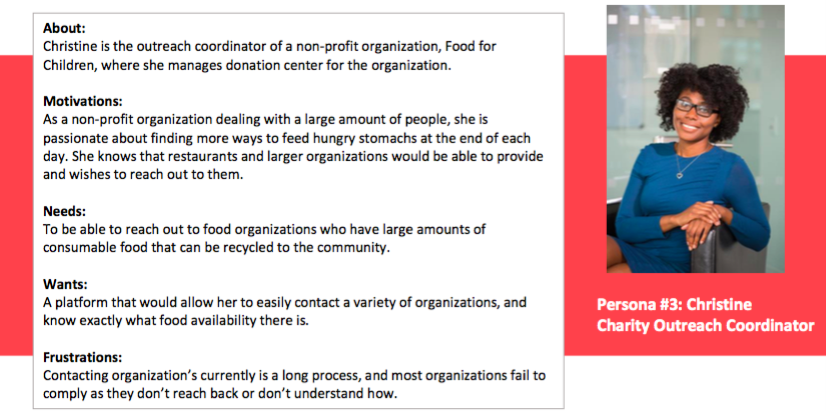 About:
Christine is the outreach coordinator of a non-profit organization, Food for
Children, where she manages donation center for the organization.
Motivations:
As a non-profit organization dealing with a large amount of people, she is
passionate about finding more ways to feed hungry stomachs at the end of each
day. She knows that restaurants and larger organizations would be able to provide
and wishes to reach out to them.
Needs:
To be able to reach out to food organizations who have large amounts of
consumable food that can be recycled to the community.
Wants:
A platform that would allow her to easily contact a variety of organizations, and
know exactly what food availability there is.
Frustrations:
Contacting organization's currently is a long process, and most organizations fail to
comply as they don't reach back or don't understand how.
Persona #3: Christine
Charity Outreach Coordinator